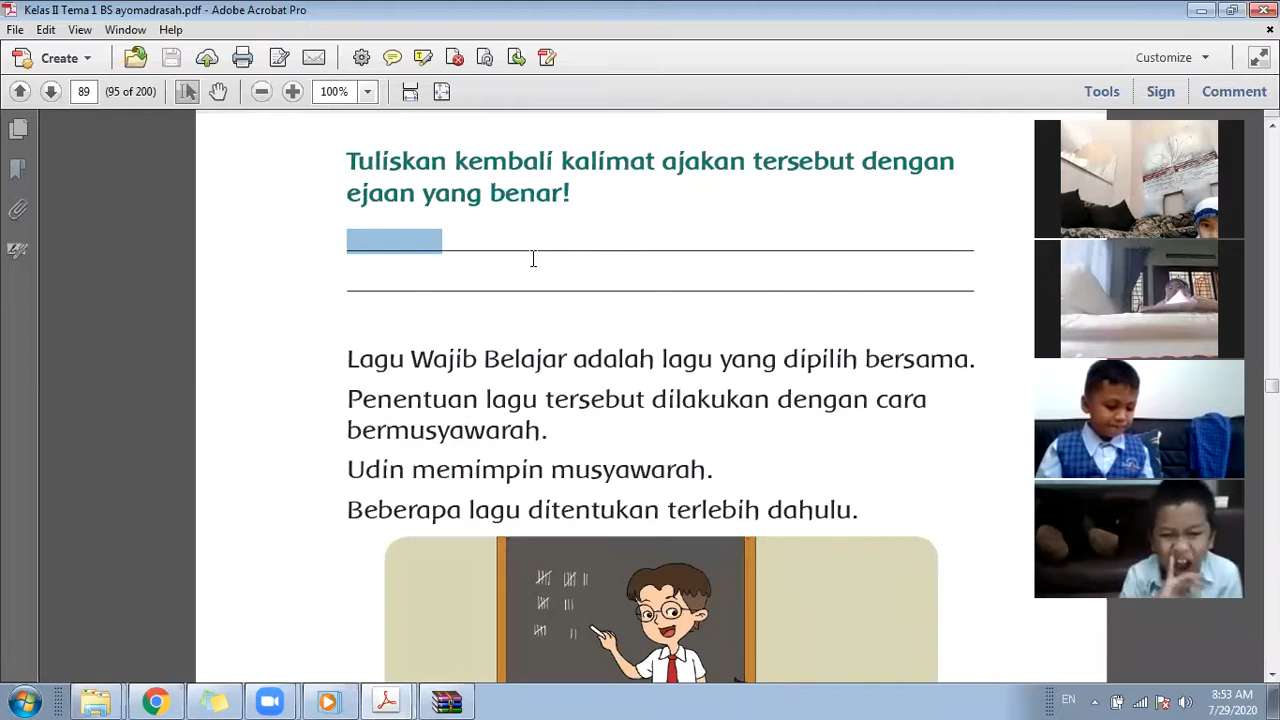 Kelas II Tema 1 BS ayomadrasah.pdf - Adobe Acrobat Pro
File Edit View Window Help
Create Customize
89 (95 of 200) 100% Tools Sign Comment
Tuliskan kembali kalimat ajakan tersebut dengan
ejaan yang benar!
Lagu Wajib Belajar adalah lagu yang dipilih bersama.
Penentuan lagu tersebut dilakukan dengan cara
bermusyawarah.
Udin memimpin musyawarah.
Beberapa lagu ditentukan terlebih dahulu.
EN 8:53 AM
7/29/2020